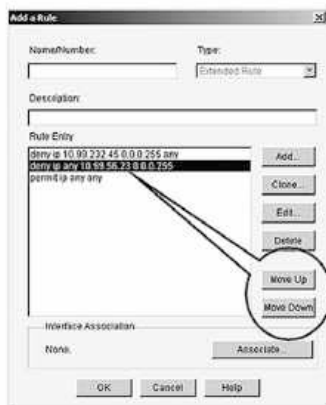 Add a Rule
Name/Number:
Type:
Extended Rule
Description:
Rule Entry
deny ip 10.99.232.45 0.0.0.255 any
deny ip any 10.99.56.23 0.0.0.255
permit ip any any
Add...
Clone...
Edit...
Delete
Move Up
Move Down
Interface Association
None.
Associate...
OK
Cancel
Help